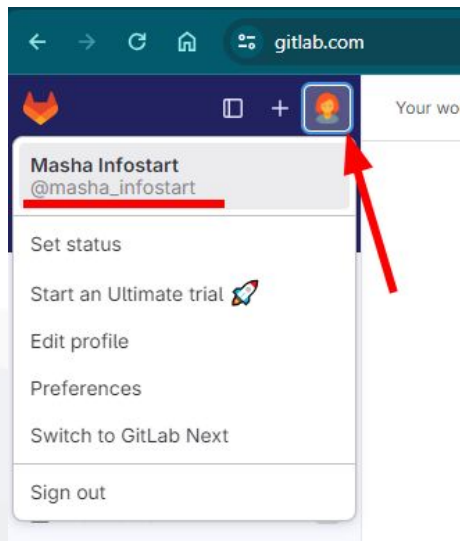 gitlab.com
Your wo
Masha Infostart
@masha_infostart
Set status
Start an Ultimate trial 🚀
Edit profile
Preferences
Switch to GitLab Next
Sign out